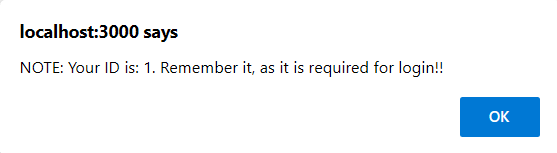 localhost:3000 says
NOTE: Your ID is: 1. Remember it, as it is required for login!!
OK